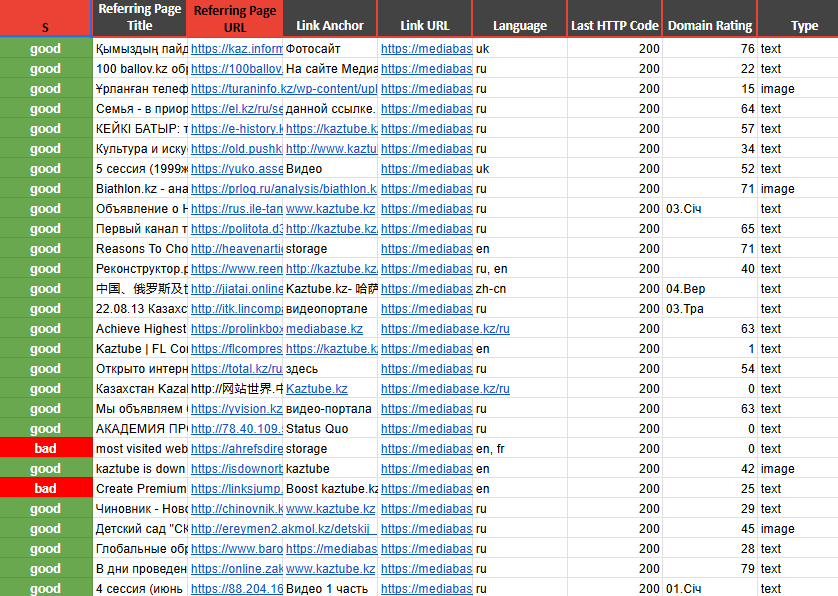 S Referring Page Title Referring Page URL Link Anchor Link URL Language Last HTTP Code Domain Rating Type
good Қымыздың пайд https://kaz.inform Фотосайт https://mediabas uk 200 76 text
good 100 ballov.kz обр https://100ballov. На сайте Медиа https://mediabas ru 200 22 text
good Ұрланған телеф https://turaninfo.kz/wp-content/upl https://mediabas ru 200 15 image
good Семья - в приор https://el.kz/ru/se данной ссылке. https://mediabas ru 200 64 text
good КЕЙКІ БАТЫР: т https://e-history.k https://kaztube.k https://mediabas ru 200 57 text
good Культура и иску https://old.pushk http://www.kaztu https://mediabas ru 200 34 text
good 5 сессия (1999ж https://yuko.asse Видео https://mediabas uk 200 52 text
good Biathlon.kz - ана https://prlog.ru/analysis/biathlon.k https://mediabas ru 200 71 image
good Объявление о Н https://rus.ile-tan www.kaztube.kz https://mediabas ru 200 03.Січ text
good Первый канал т https://politota.d3 http://kaztube.kz https://mediabas ru 200 65 text
good Reasons To Cho http://heavenarti storage https://mediabas en 200 71 text
good Реконструктор.р https://www.reen http://kaztube.kz https://mediabas ru, en 200 40 text
good 中国、俄罗斯及 http://jiatai.online Kaztube.kz- 哈萨 https://mediabas zh-cn 200 04.Вер text
good 22.08.13 Казахс http://itk.lincompa видеопортале https://mediabas ru 200 03.Тра text
good Achieve Highest https://prolinkbox mediabase.kz https://mediabase.kz/ru 200 63 text
good Kaztube | FL Cor https://flcompres https://kaztube.k https://mediabas en 200 1 text
good Открыто интерн https://total.kz/ru здесь https://mediabas ru 200 54 text
good Казахстан Kazal http://网站世界.中 Kaztube.kz https://mediabase.kz/ru 200 0 text
good Мы объявляем https://yvision.kz видео-портала https://mediabas ru 200 63 text
good АКАДЕМИЯ ПРО http://78.40.109. Status Quo https://mediabas ru 200 0 text
bad most visited web https://ahrefsdire storage https://mediabas en, fr 200 0 text
good kaztube is down https://isdownorb kaztube https://mediabas en 200 42 image
bad Create Premium https://linksjump. Boost kaztube.kz https://mediabas en 200 25 text
good Чиновник - Ново http://chinovnik.k www.kaztube.kz https://mediabas ru 200 29 text
good Детский сад "СК http://ereymen2.akmol.kz/detskij_ https://mediabas ru 200 45 image
good Глобальные обр https://www.baro https://mediabas https://mediabas ru 200 28 text
good В дни проведен https://online.zak www.kaztube.kz https://mediabas ru 200 79 text
good 4 сессия (июнь https://88.204.16 Видео 1 часть https://mediabas ru 200 01.Січ text